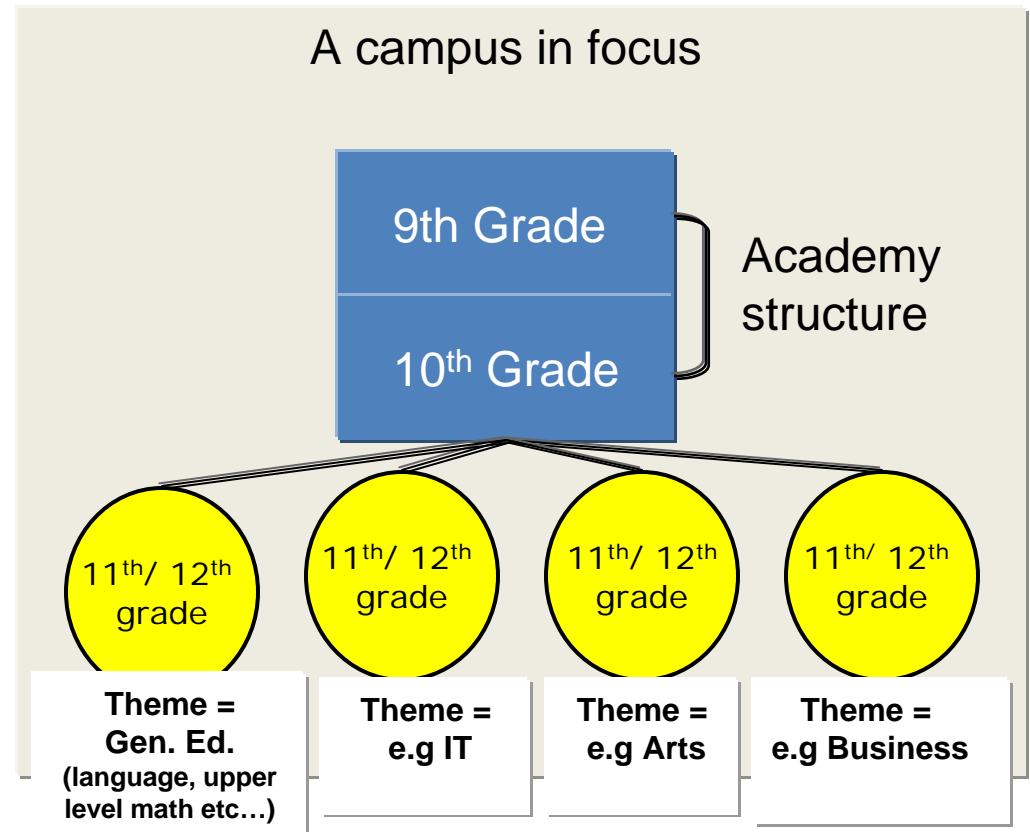 A campus in focus
9th Grade
10th Grade
Academy
structure
11th/ 12th
grade
11th/ 12th
grade
11th/ 12th
grade
11th/ 12th
grade
Theme =
Gen. Ed.
(language, upper
level math etc…)
Theme =
e.g IT
Theme =
e.g Arts
Theme =
e.g Business